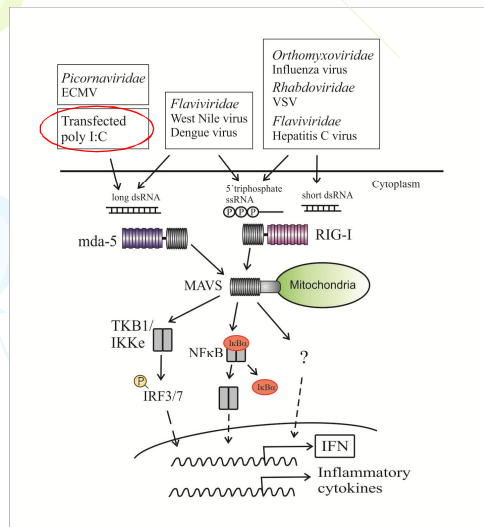 Picornaviridae
ECMV
Transfected
poly I:C
Flaviviridae
West Nile virus
Dengue virus
Orthomyxoviridae
Influenza virus
Rhabdoviridae
VSV
Flaviviridae
Hepatitis C virus
Cytoplasm
long dsRNA
5´triphosphate
ssRNA
P P P
short dsRNA
mda-5
RIG-I
MAVS
Mitochondria
TKB1/
IKKe
NFκB
IκBα
IκBα
?
P
IRF3/7
IFN
Inflammatory
cytokines